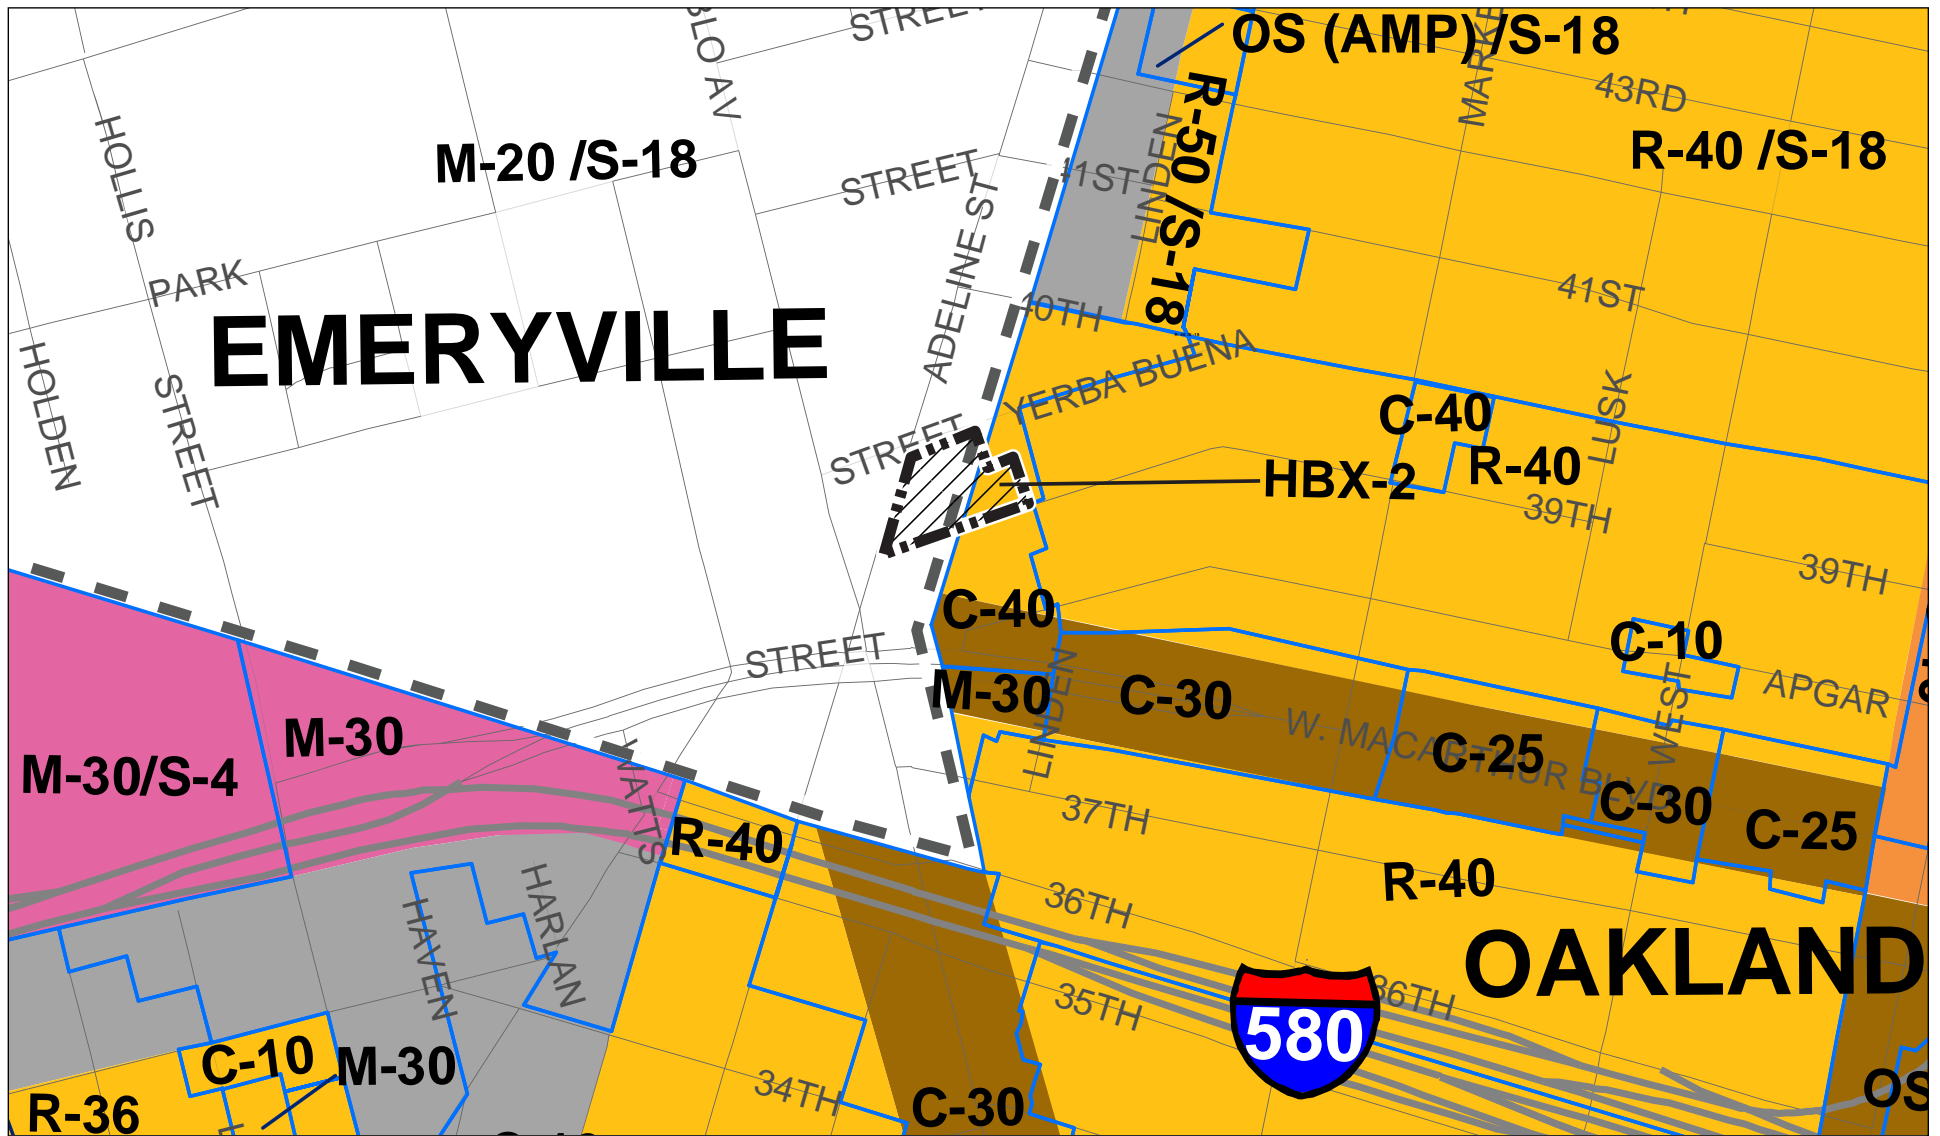 STREET
OS (AMP) /S-18
43RD
R-40 /S-18
HOLLIS
M-20 /S-18
STREET
ADELINE ST
LINDEN
R-50 /S-18
41ST
PARK
40TH
EMERYVILLE
YERBA BUENA
HOLDEN
STREET
STREET
C-40
R-40
LUSK
HBX-2
39TH
39TH
C-40
C-10
WEST
APGAR
STREET
M-30
LINDEN
C-30
W. MACARTHUR BLVD
C-25
C-30
C-25
M-30
M-30/S-4
WATTS
R-40
37TH
R-40
HARLAN
HAVEN
36TH
OAKLAND
36TH
35TH
580
C-10
M-30
34TH
C-30
R-36
OS